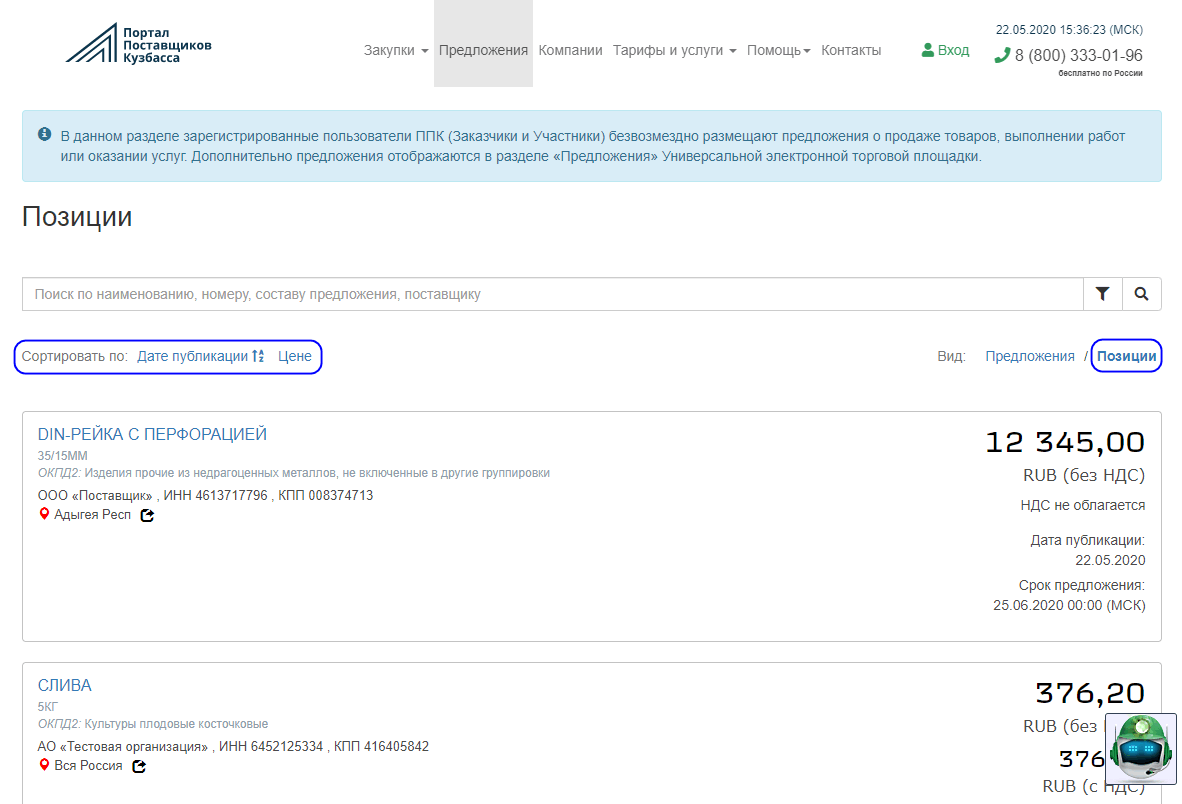 Портал
Поставщиков
Кузбасса
Закупки Предложения Компании Тарифы и услуги Помощь Контакты Вход
22.05.2020 15:36:23 (МСК)
8 (800) 333-01-96
бесплатно по России
В данном разделе зарегистрированные пользователи ППК (Заказчики и Участники) безвозмездно размещают предложения о продаже товаров, выполнении работ
или оказании услуг. Дополнительно предложения отображаются в разделе «Предложения» Универсальной электронной торговой площадки.
Позиции
Поиск по наименованию, номеру, составу предложения, поставщику
Сортировать по: Дате публикации Цене Вид: Предложения / Позиции
DIN-РЕЙКА С ПЕРФОРАЦИЕЙ
35/15ММ
ОКПД2: Изделия прочие из недрагоценных металлов, не включенные в другие группировки
ООО «Поставщик» , ИНН 4613717796 , КПП 008374713
Адыгея Респ
12 345,00
RUB (без НДС)
НДС не облагается
Дата публикации:
22.05.2020
Срок предложения:
25.06.2020 00:00 (МСК)
СЛИВА
5КГ
ОКПД2: Культуры плодовые косточковые
АО «Тестовая организация» , ИНН 6452125334 , КПП 416405842
Вся Россия
376,20
RUB (без
376
RUB (с НДС)